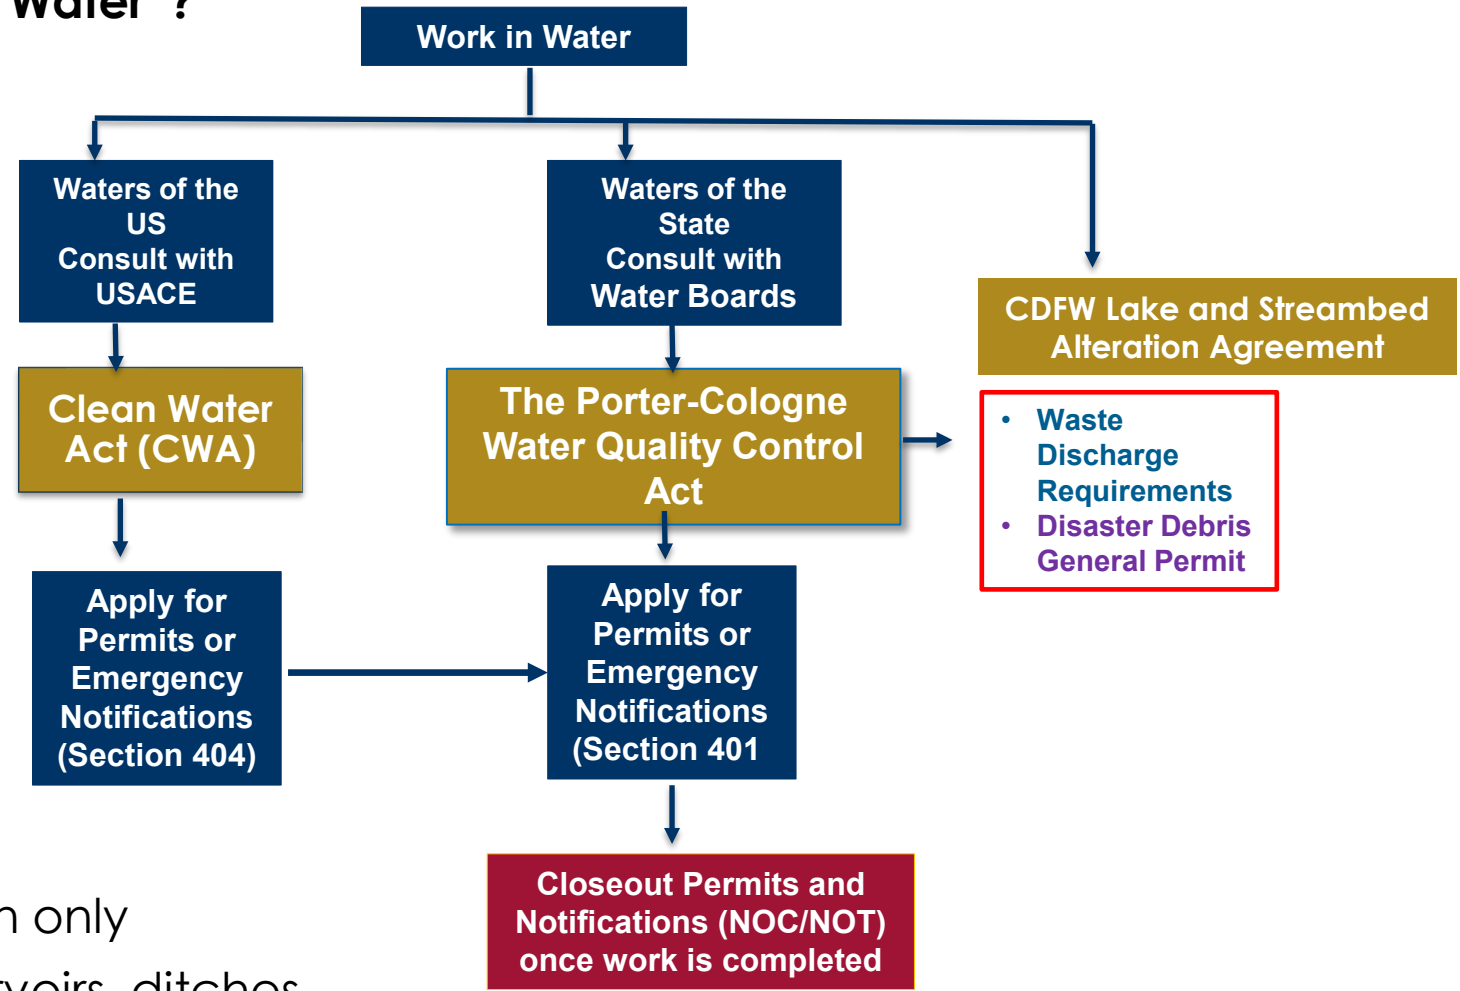 Water ?
Work in Water
Waters of the
US
Consult with
USACE
Waters of the
State
Consult with
Water Boards
CDFW Lake and Streambed
Alteration Agreement
Clean Water
Act (CWA)
The Porter-Cologne
Water Quality Control
Act
• Waste
Discharge
Requirements
• Disaster Debris
General Permit
Apply for
Permits or
Emergency
Notifications
(Section 404)
Apply for
Permits or
Emergency
Notifications
(Section 401
Closeout Permits and
Notifications (NOC/NOT)
once work is completed
only
ditches